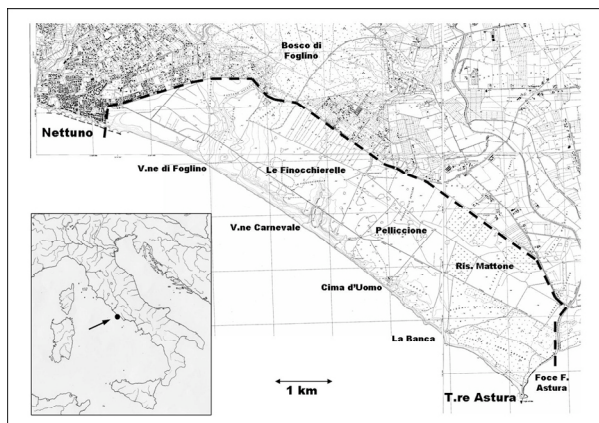 Bosco di
Foglino
Nettuno
V.ne di Foglino
Le Finocchierelle
V.ne Carnevale
Pelliccione
Ris. Mattone
Cima d'Uomo
La Banca
1 km
T.re Astura
Foce F.
Astura